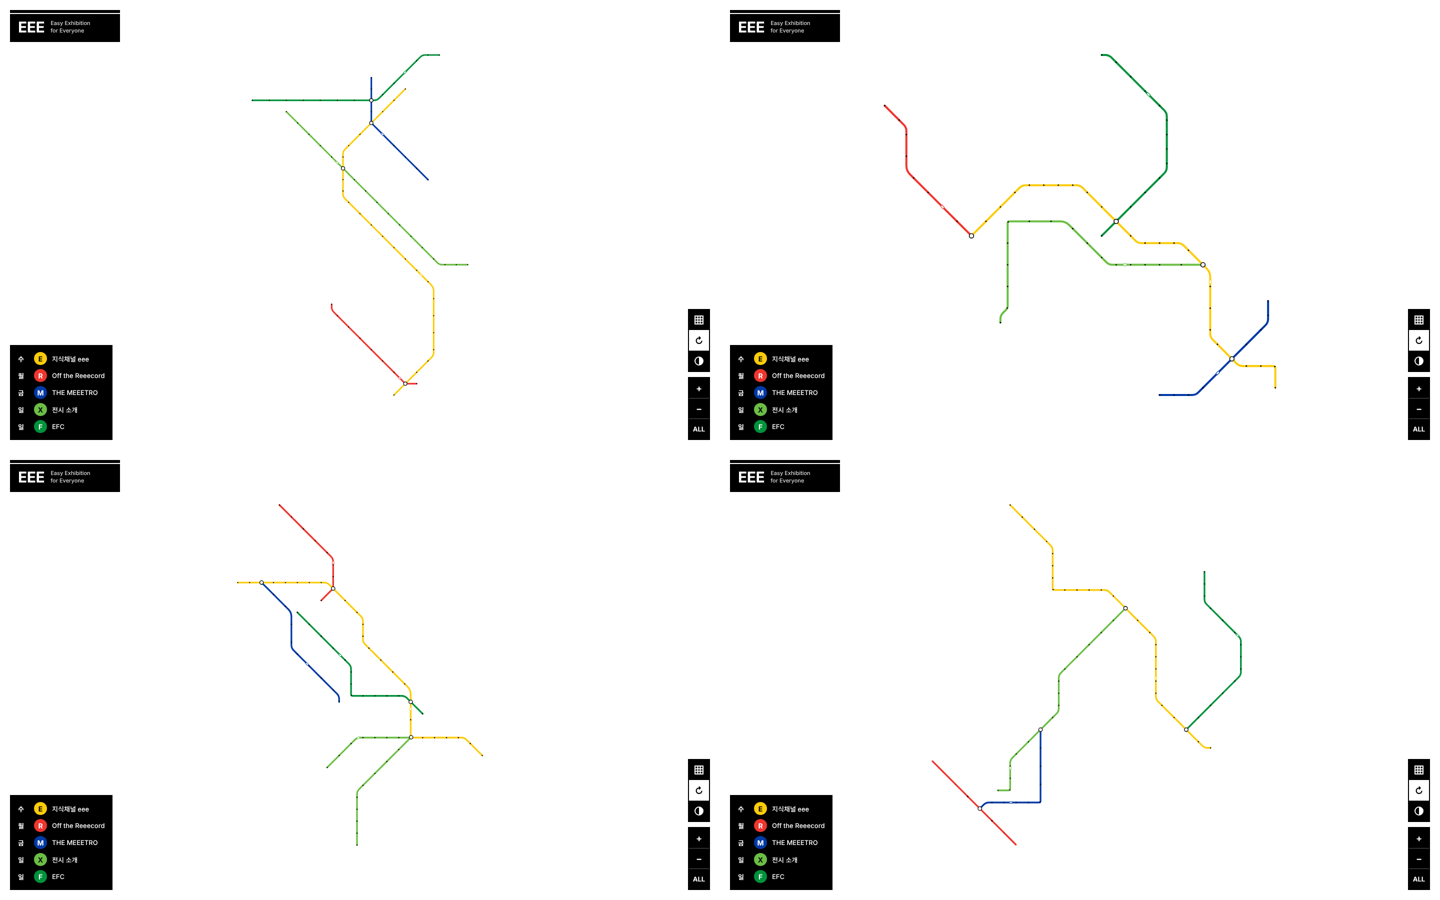 EEE Easy Exhibition
for Everyone
수 E 지식채널 eee
월 R Off the Reeecord
금 M THE MEEETRO
일 X 전시 소개
일 F EFC
+
−
ALL
EEE Easy Exhibition
for Everyone
수 E 지식채널 eee
월 R Off the Reeecord
금 M THE MEEETRO
일 X 전시 소개
일 F EFC
+
−
ALL
EEE Easy Exhibition
for Everyone
수 E 지식채널 eee
월 R Off the Reeecord
금 M THE MEEETRO
일 X 전시 소개
일 F EFC
+
−
ALL
EEE Easy Exhibition
for Everyone
수 E 지식채널 eee
월 R Off the Reeecord
금 M THE MEEETRO
일 X 전시 소개
일 F EFC
+
−
ALL